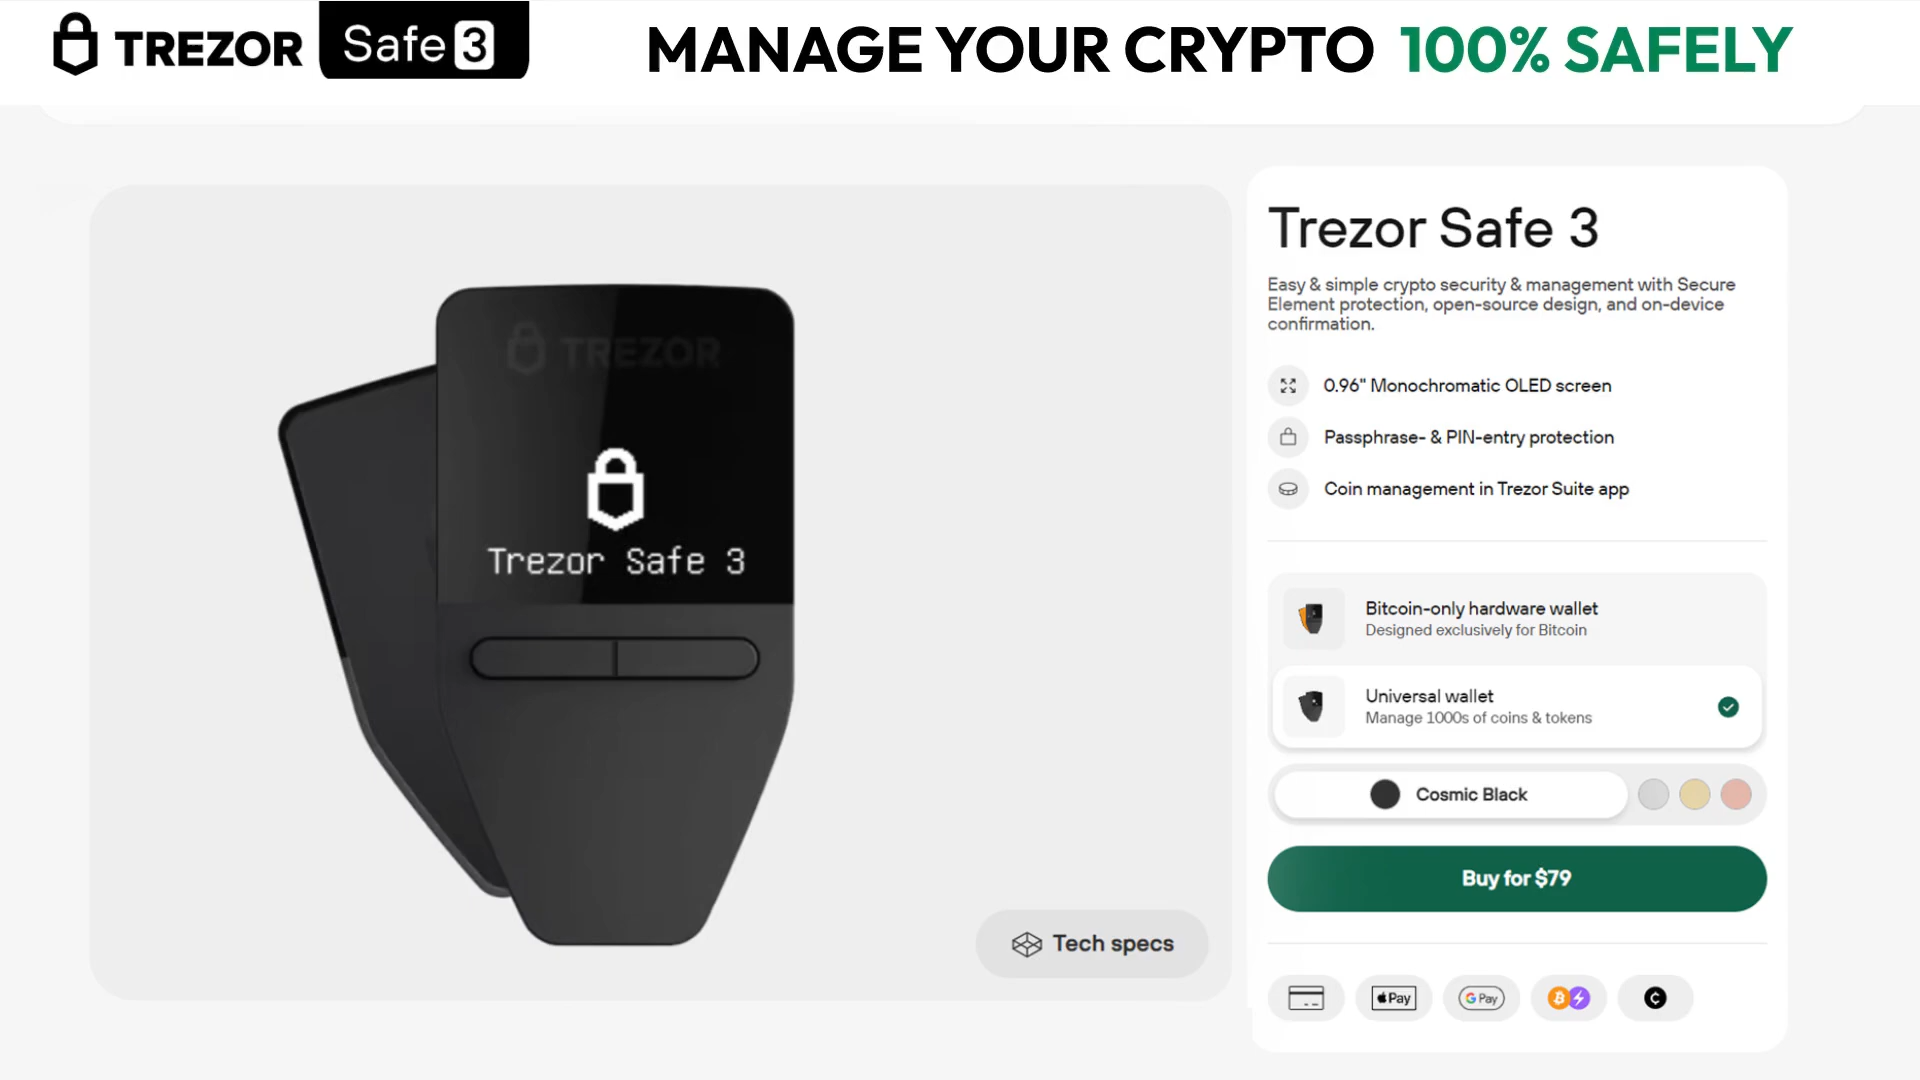 TREZOR Safe 3 MANAGE YOUR CRYPTO 100% SAFELY
TREZOR
Trezor Safe 3
Tech specs
Trezor Safe 3
Easy & simple crypto security & management with Secure
Element protection, open-source design, and on-device
confirmation.
0.96" Monochromatic OLED screen
Passphrase- & PIN-entry protection
Coin management in Trezor Suite app
Bitcoin-only hardware wallet
Designed exclusively for Bitcoin
Universal wallet
Manage 1000s of coins & tokens
Cosmic Black
Buy for $79
Pay G Pay